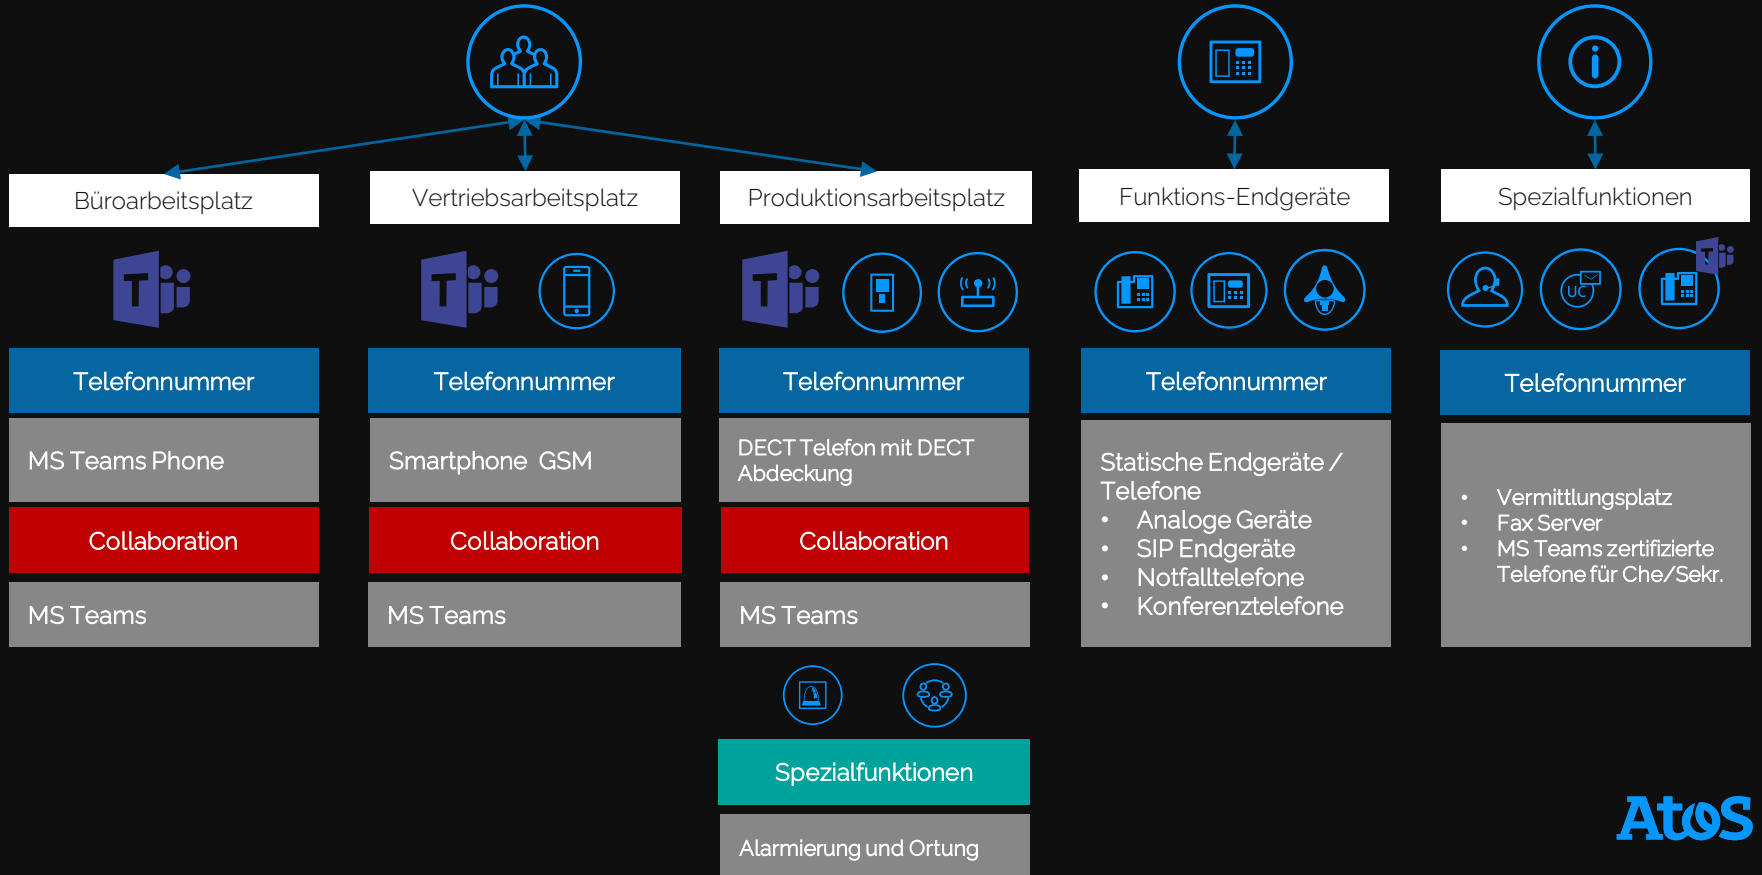 Büroarbeitsplatz
Telefonnummer
MS Teams Phone
Collaboration
MS Teams
Vertriebsarbeitsplatz
Telefonnummer
Smartphone GSM
Collaboration
MS Teams
Produktionsarbeitsplatz
Telefonnummer
DECT Telefon mit DECT
Abdeckung
Collaboration
MS Teams
Spezialfunktionen
Alarmierung und Ortung
Funktions-Endgeräte
Telefonnummer
Statische Endgeräte /
Telefone
• Analoge Geräte
• SIP Endgeräte
• Notfalltelefone
• Konferenztelefone
Spezialfunktionen
UC
Telefonnummer
• Vermittlungsplatz
• Fax Server
• MS Teams zertifizierte
Telefone für Che/Sekr.
Atos